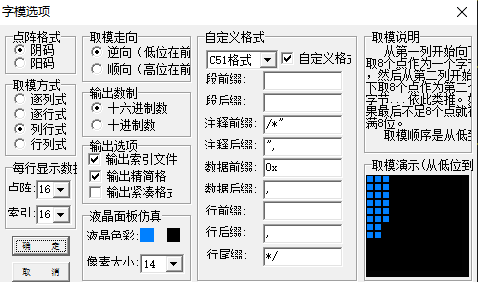 字模选项
点阵格式
阴码
阳码
取模方式
逐列式
逐行式
列行式
行列式
每行显示数据
点阵: 16
索引: 16
确 定
取 消
取模走向
逆向（低位在前
顺向（高位在前
输出数制
十六进制数
十进制数
输出选项
输出索引文件
输出精简格
输出紧凑格式
液晶面板仿真
液晶色彩:
像素大小: 14
自定义格式
C51格式 自定义格式
段前缀:
段后缀:
注释前缀: /*"
注释后缀: ",
数据前缀: 0x
数据后缀: ,
行前缀:
行后缀: ,
行尾缀: */
取模说明
从第一列开始向下
取8个点作为一个字节
，然后从第二列开始
下取8个点作为第二个
字节...依此类推。如
果最后不足8个点就补
满8位。
取模顺序是从低到
取模演示(从低位到